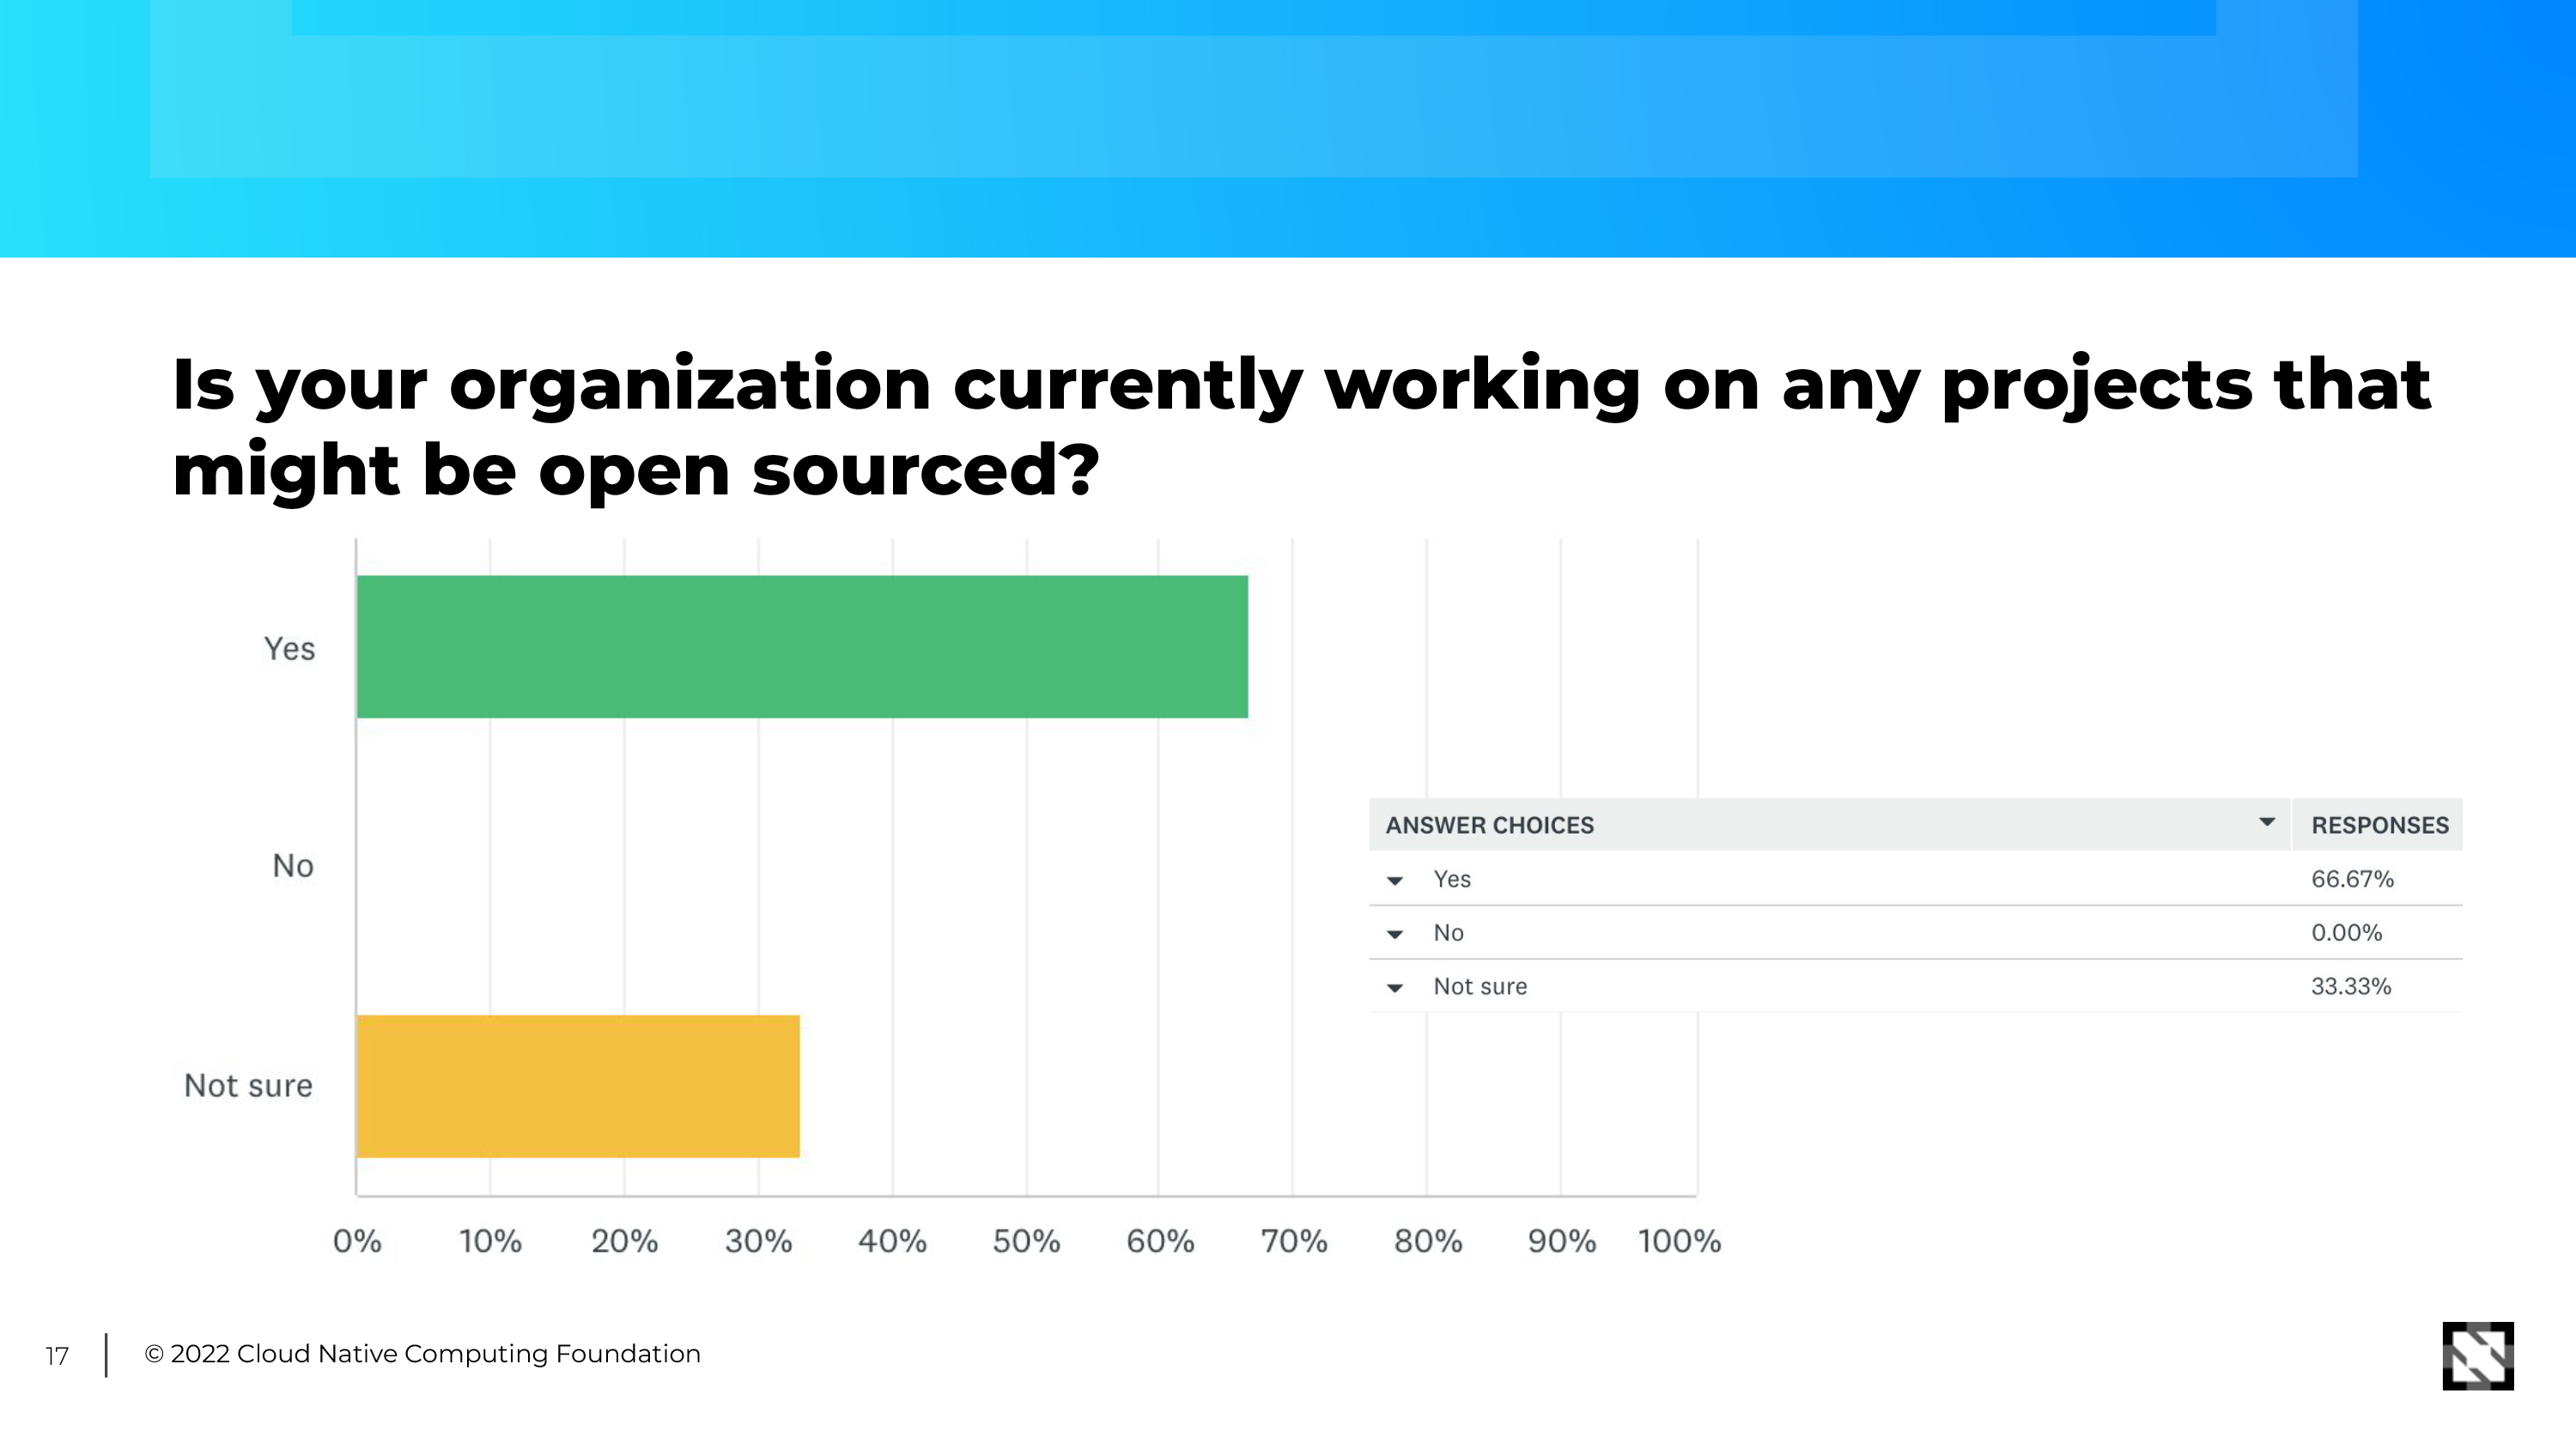 Is your organization currently working on any projects that
might be open sourced?
Yes
No
Not sure
0% 10% 20% 30% 40% 50% 60% 70% 80% 90% 100%
ANSWER CHOICES RESPONSES
Yes 66.67%
No 0.00%
Not sure 33.33%
17 © 2022 Cloud Native Computing Foundation